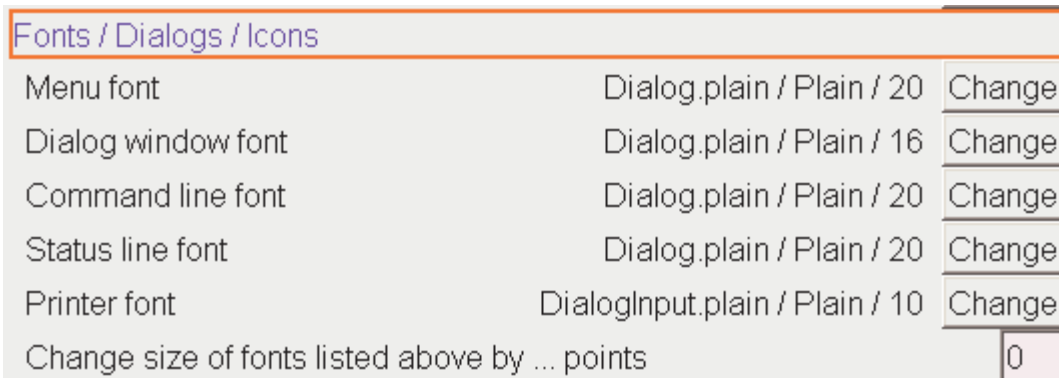 Fonts / Dialogs / Icons
Menu font Dialog.plain / Plain / 20 Change
Dialog window font Dialog.plain / Plain / 16 Change
Command line font Dialog.plain / Plain / 20 Change
Status line font Dialog.plain / Plain / 20 Change
Printer font DialogInput.plain / Plain / 10 Change
Change size of fonts listed above by ... points 0